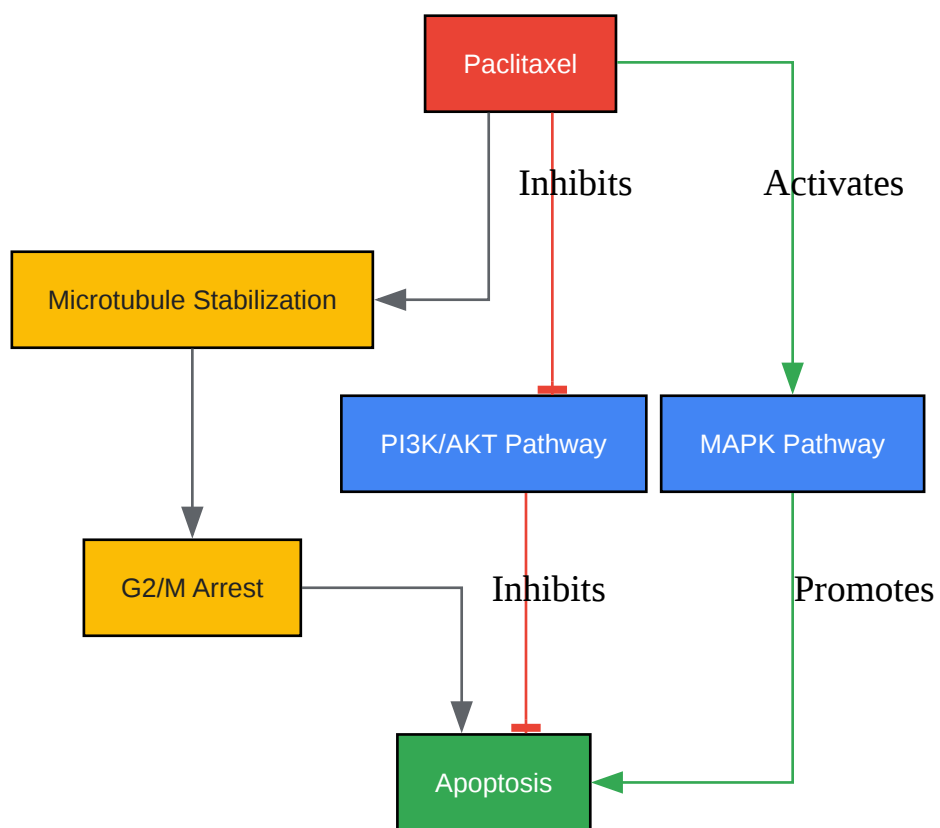 Paclitaxel
Inhibits
Activates
Microtubule Stabilization
PI3K/AKT Pathway
MAPK Pathway
G2/M Arrest
Inhibits
Promotes
Apoptosis